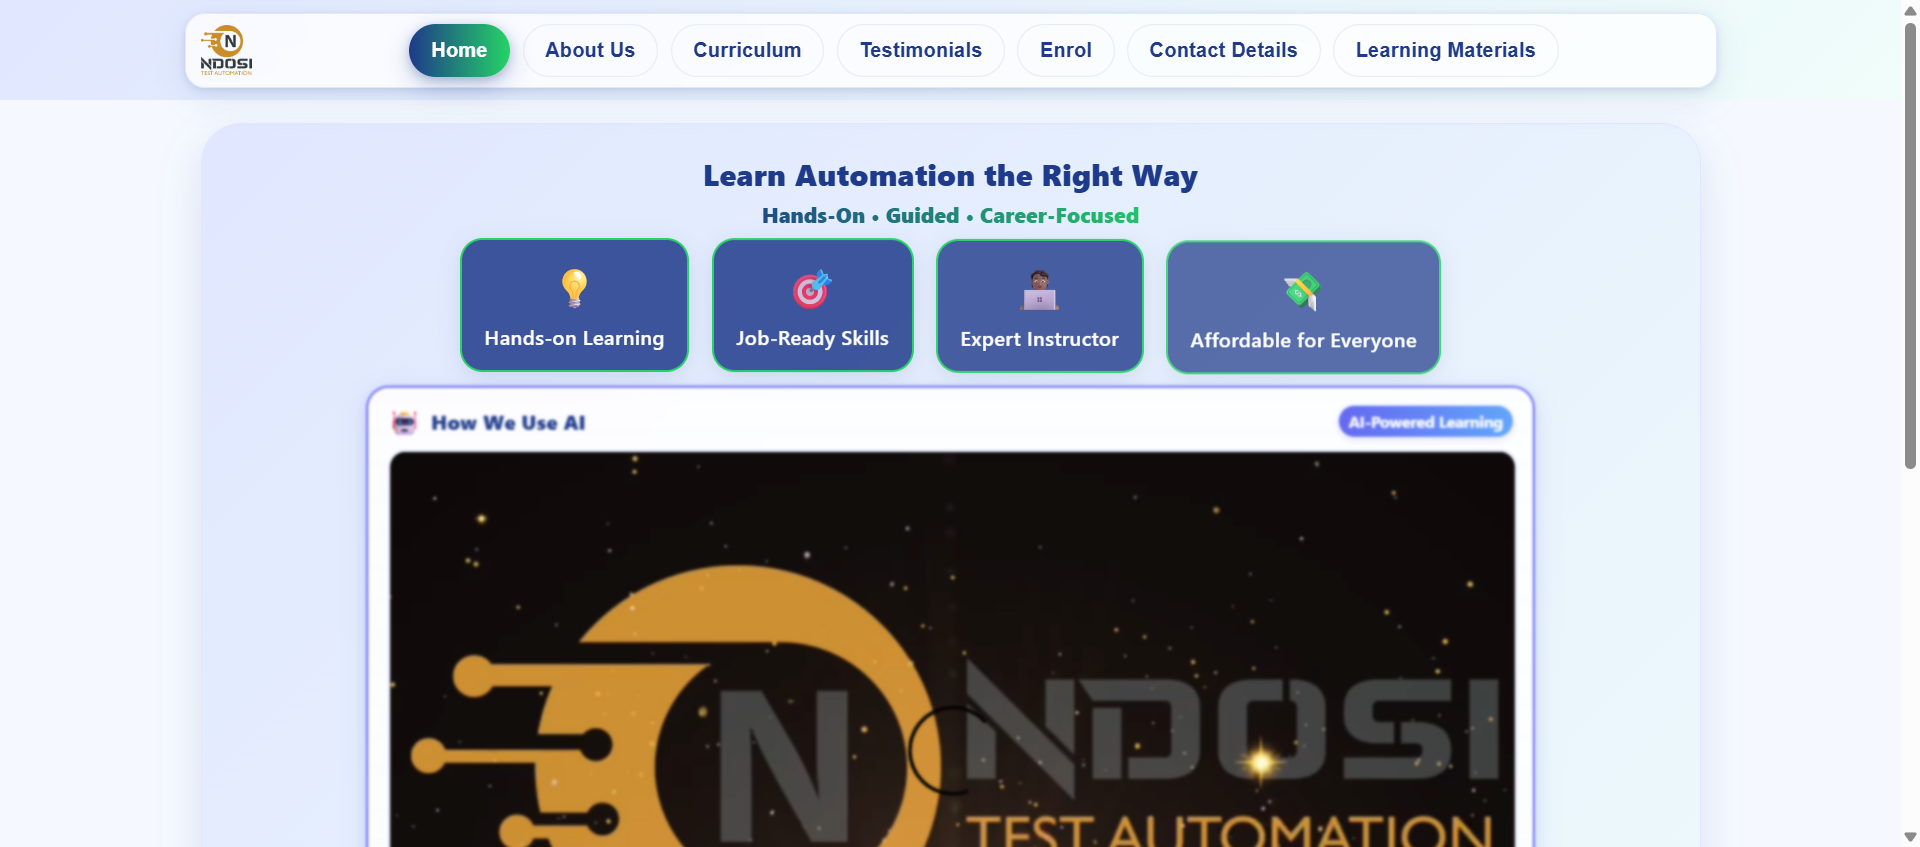 N
NDOSI
TEST AUTOMATION
Home
About Us
Curriculum
Testimonials
Enrol
Contact Details
Learning Materials
Learn Automation the Right Way
Hands-On • Guided • Career-Focused
Hands-on Learning
Job-Ready Skills
Expert Instructor
Affordable for Everyone
How We Use AI
AI-Powered Learning
N
NDOSI
TEST AUTOMATION